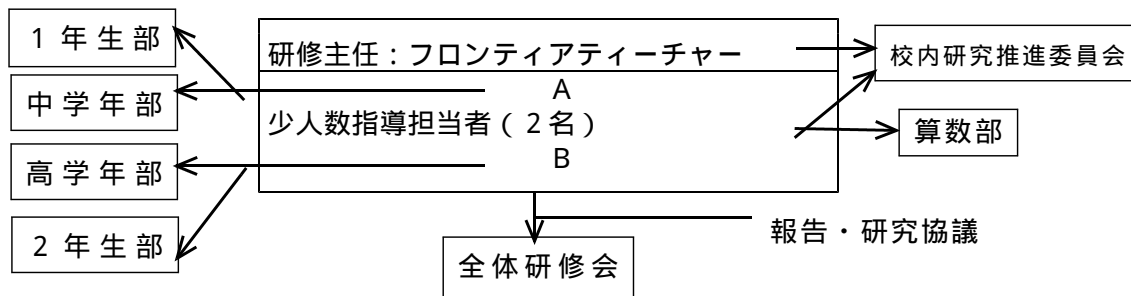 1年生部
中学年部
高学年部
2年生部
研修主任：フロンティアティーチャー
A
少人数指導担当者（2名）
B
校内研究推進委員会
算数部
報告・研究協議
全体研修会